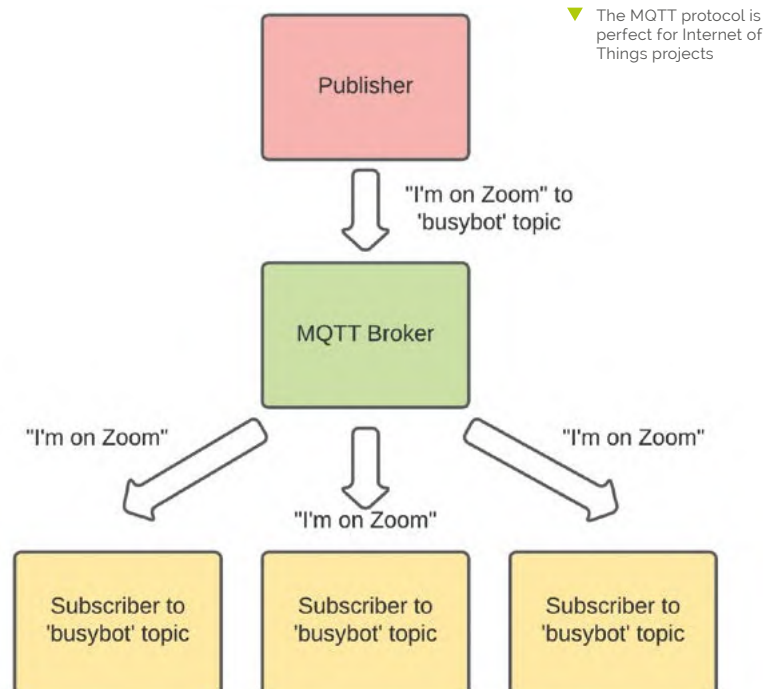 The MQTT protocol is
perfect for Internet of
Things projects
Publisher
"I'm on Zoom" to
'busybot' topic
MQTT Broker
"I'm on Zoom"
"I'm on Zoom"
"I'm on Zoom"
Subscriber to
'busybot' topic
Subscriber to
'busybot' topic
Subscriber to
'busybot' topic